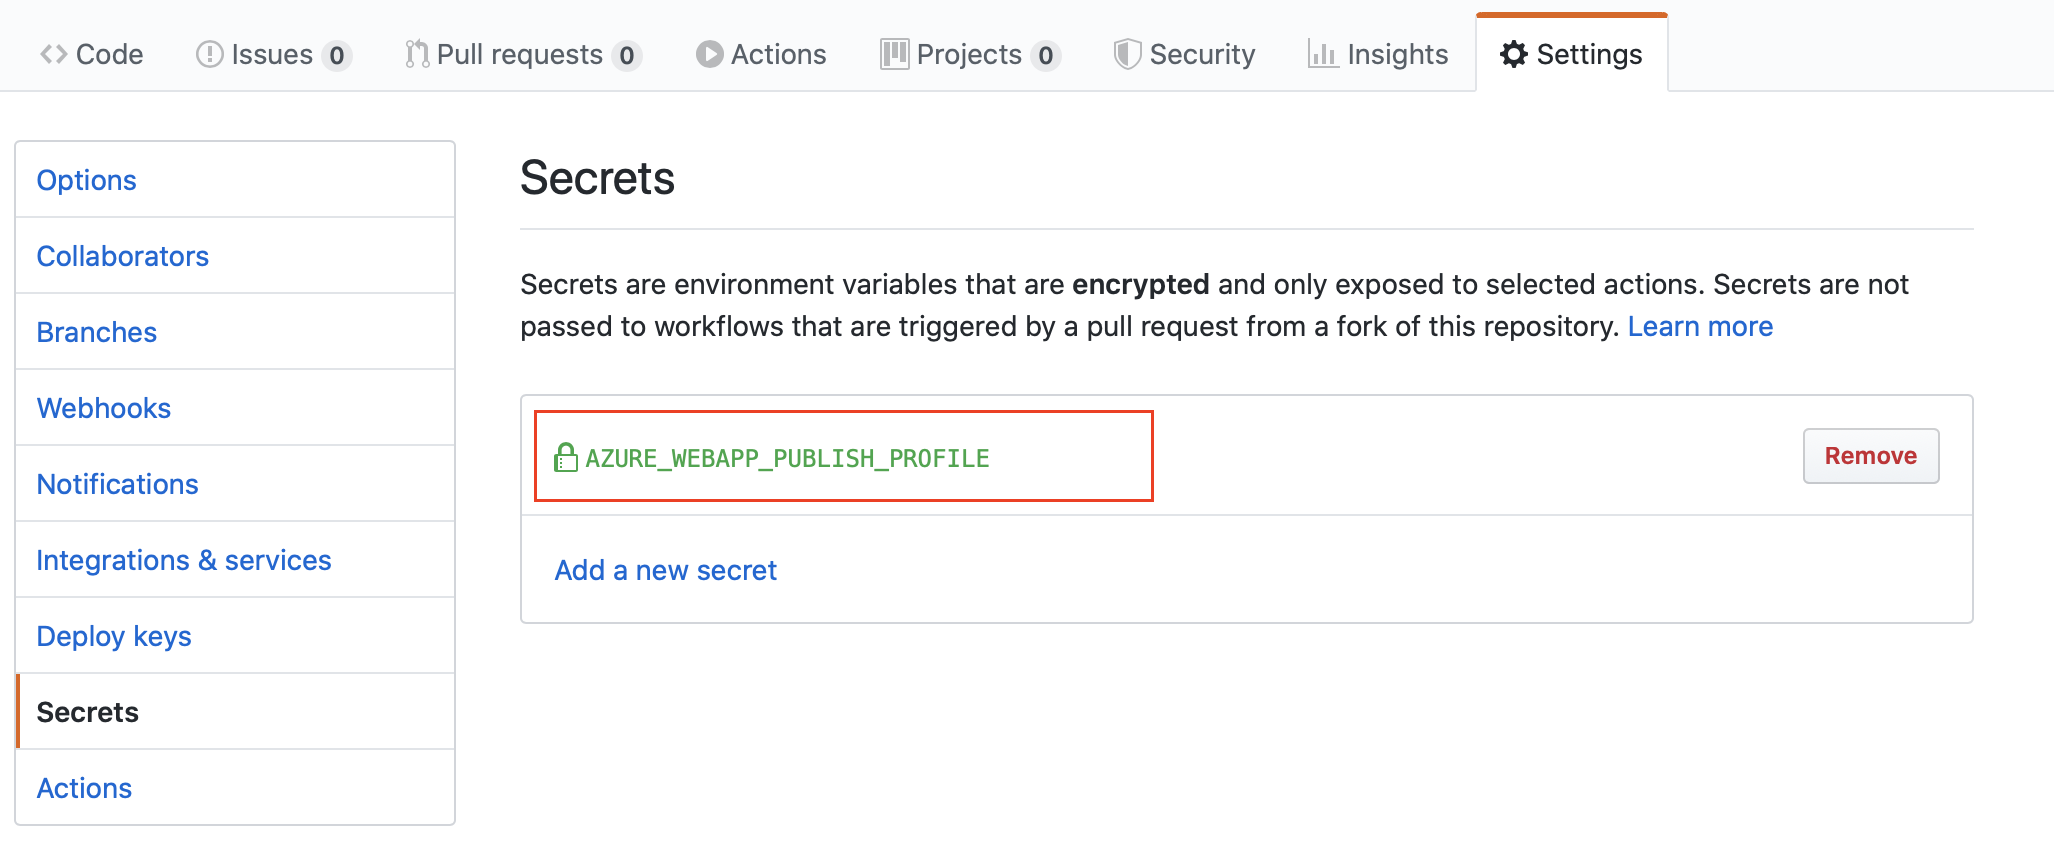 Code Issues 0 Pull requests 0 Actions Projects 0 Security Insights Settings
Options
Collaborators
Branches
Webhooks
Notifications
Integrations & services
Deploy keys
Secrets
Actions
Secrets
Secrets are environment variables that are encrypted and only exposed to selected actions. Secrets are not
passed to workflows that are triggered by a pull request from a fork of this repository. Learn more
AZURE_WEBAPP_PUBLISH_PROFILE Remove
Add a new secret